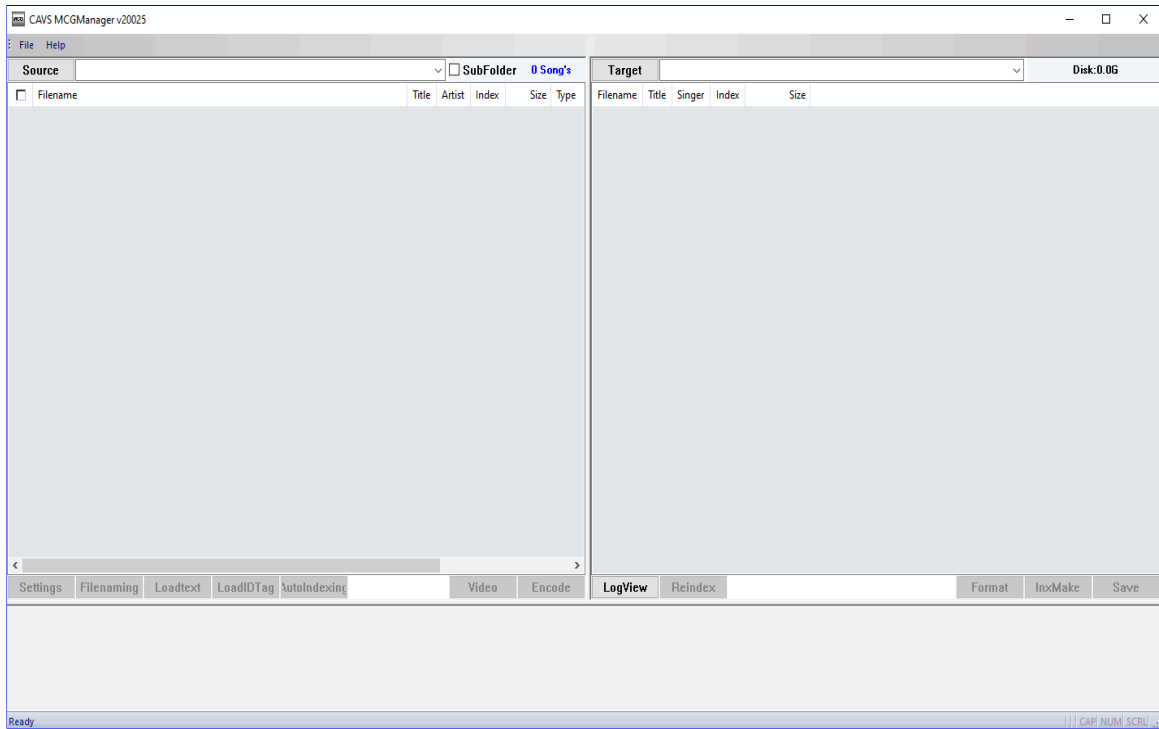 CAVS MCGManager v20025
File Help
Source SubFolder 0 Song's Target Disk:0.0G
Filename Title Artist Index Size Type Filename Title Singer Index Size
Settings Filenaming Loadtext LoadIDTag AutoIndexing Video Encode LogView Reindex Format InxMake Save
Ready CAP NUM SCRL